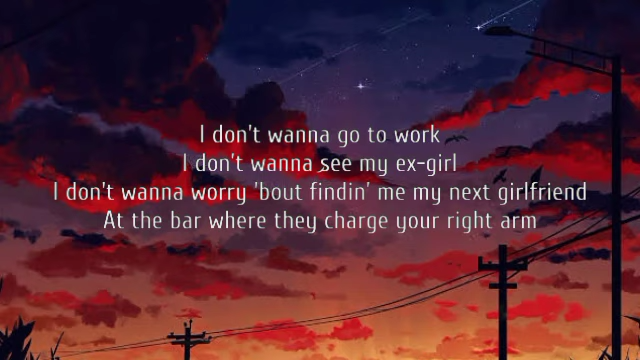 I don't wanna go to work
I don't wanna see my ex-girl
I don't wanna worry 'bout findin' me my next girlfriend
At the bar where they charge your right arm